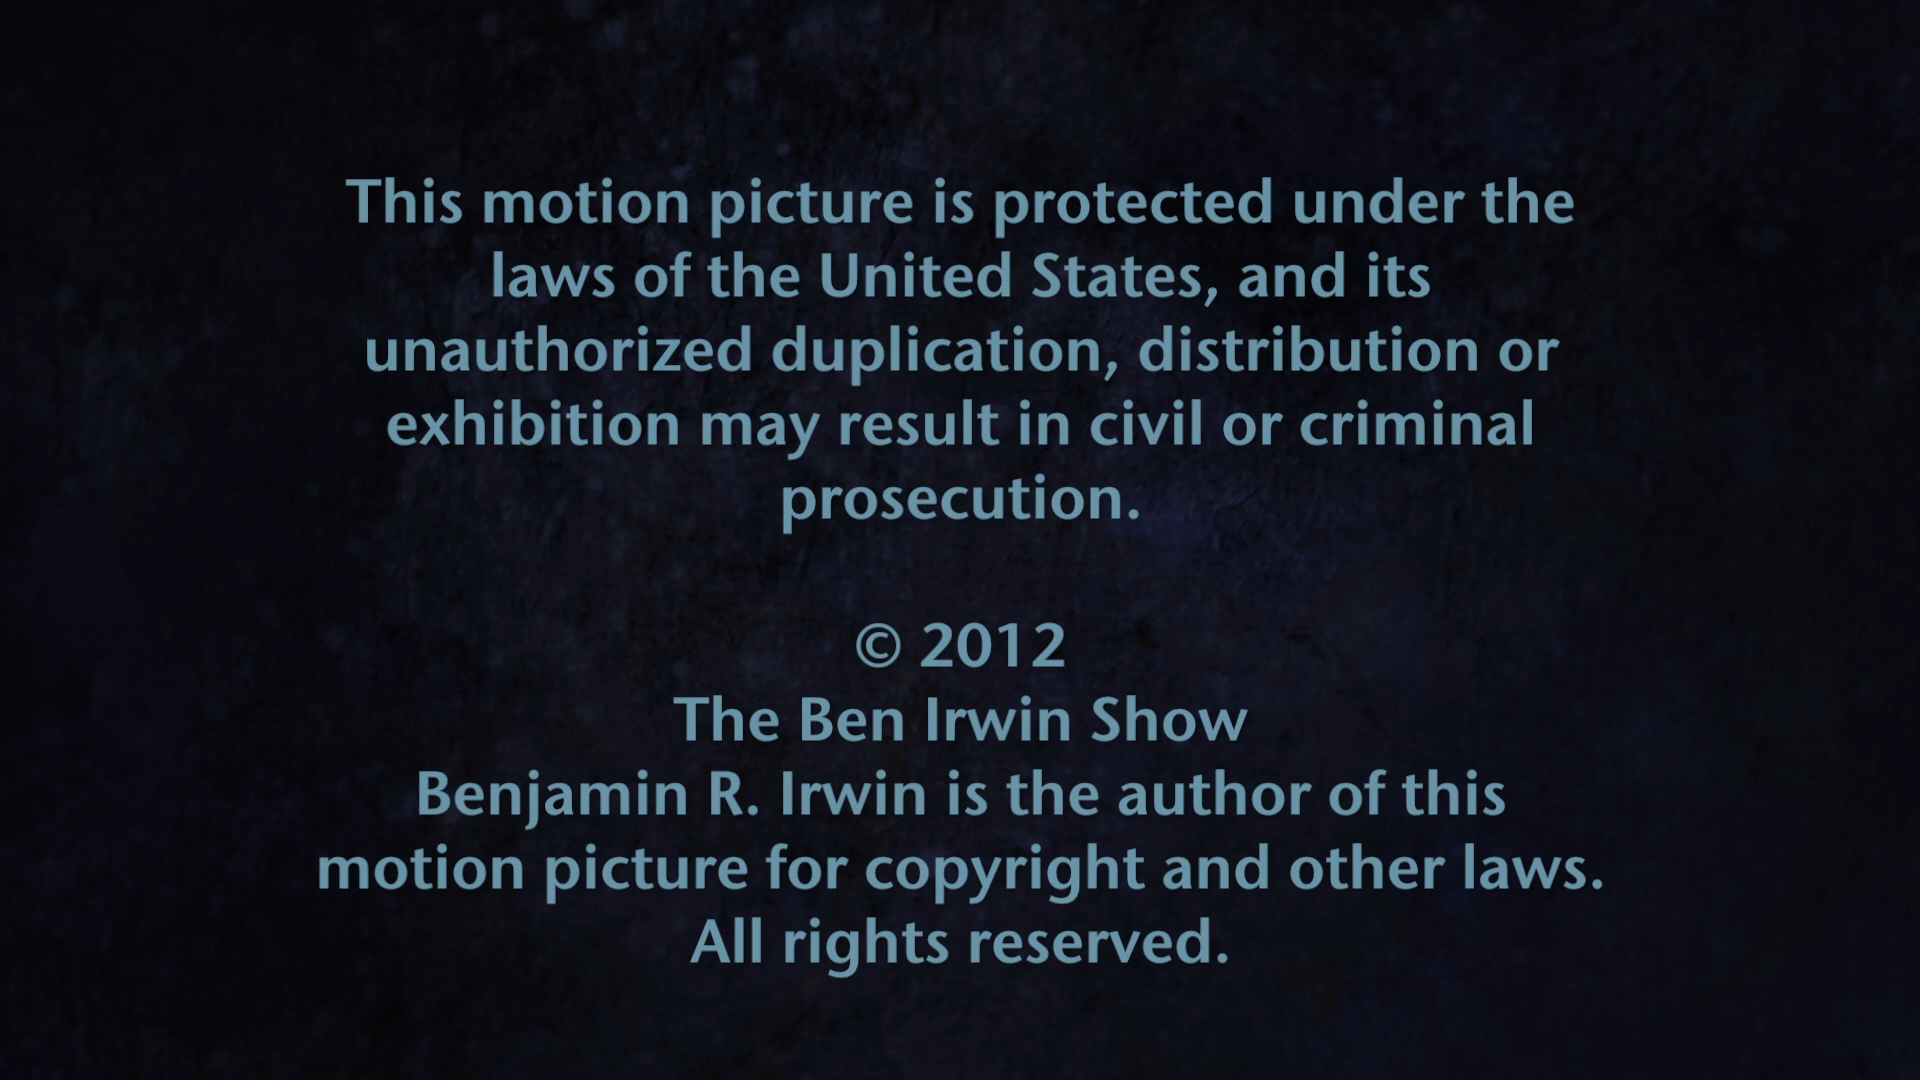 This motion picture is protected under the
laws of the United States, and its
unauthorized duplication, distribution or
exhibition may result in civil or criminal
prosecution.
© 2012
The Ben Irwin Show
Benjamin R. Irwin is the author of this
motion picture for copyright and other laws.
All rights reserved.